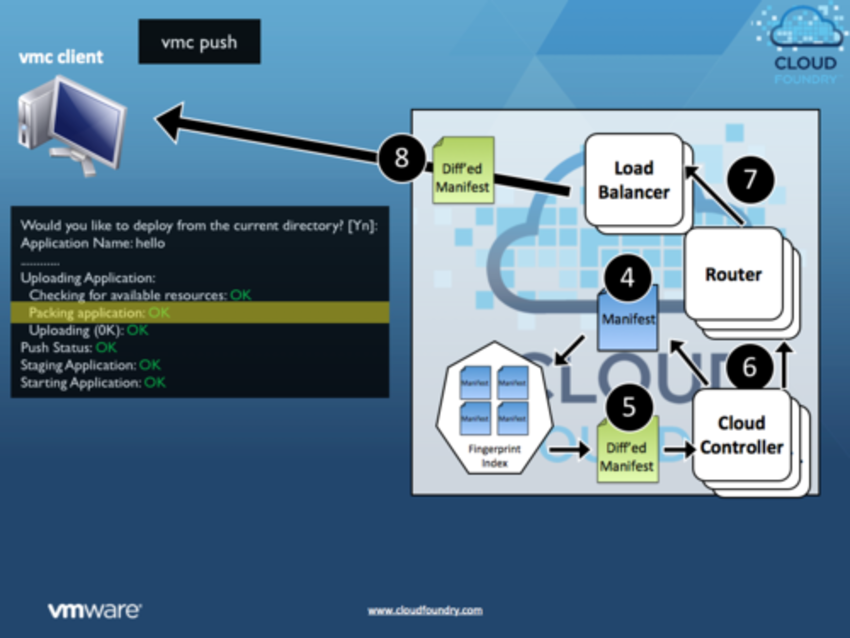 vmc push
vmc client
CLOUD
FOUNDRY
8
Diff'ed
Manifest
Load
Balancer
7
Would you like to deploy from the current directory? [Yn]:
Application Name: hello
............
Uploading Application:
Checking for available resources: OK
Packing application: OK
Uploading (0K): OK
Push Status: OK
Staging Application: OK
Starting Application: OK
Router
4
Manifest
6
Manifest Manifest
Manifest Manifest
Fingerprint
Index
5
Diff'ed
Manifest
Cloud
Controller
CLOUD
vmware
www.cloudfoundry.com